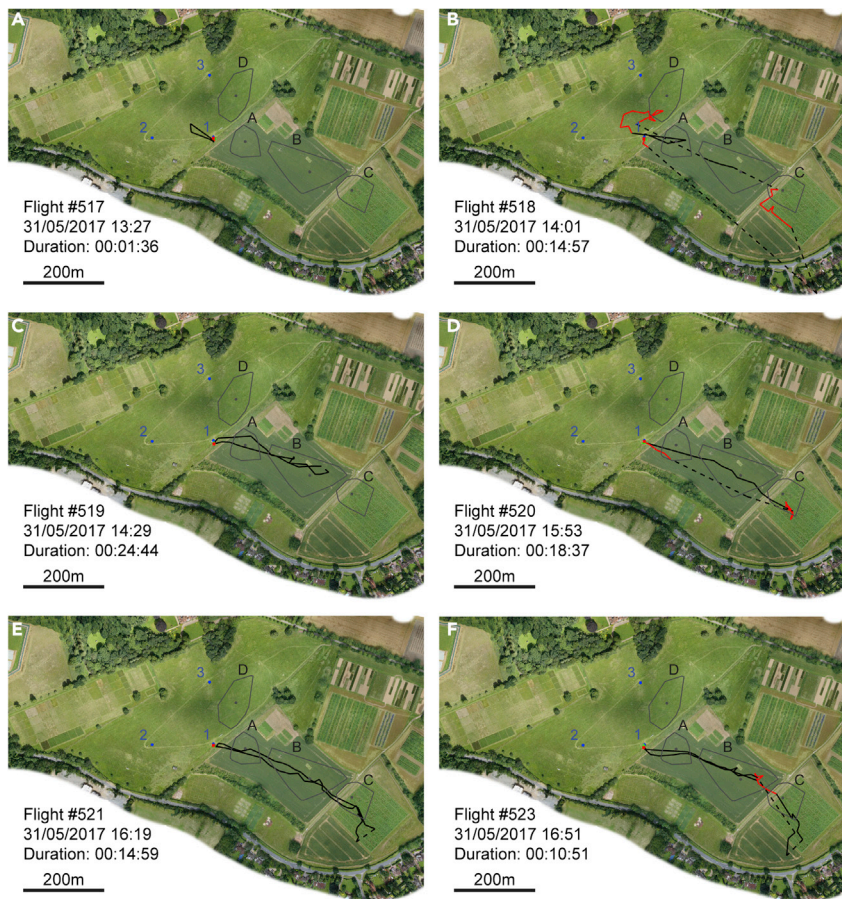 A
3
D
1
A
2
B
C
Flight #517
31/05/2017 13:27
Duration: 00:01:36
200m
B
3
D
1
A
2
B
C
Flight #518
31/05/2017 14:01
Duration: 00:14:57
200m
C
3
D
1
A
2
B
C
Flight #519
31/05/2017 14:29
Duration: 00:24:44
200m
D
3
D
1
A
2
B
C
Flight #520
31/05/2017 15:53
Duration: 00:18:37
200m
E
3
D
1
A
2
B
C
Flight #521
31/05/2017 16:19
Duration: 00:14:59
200m
F
3
D
1
A
2
B
C
Flight #523
31/05/2017 16:51
Duration: 00:10:51
200m